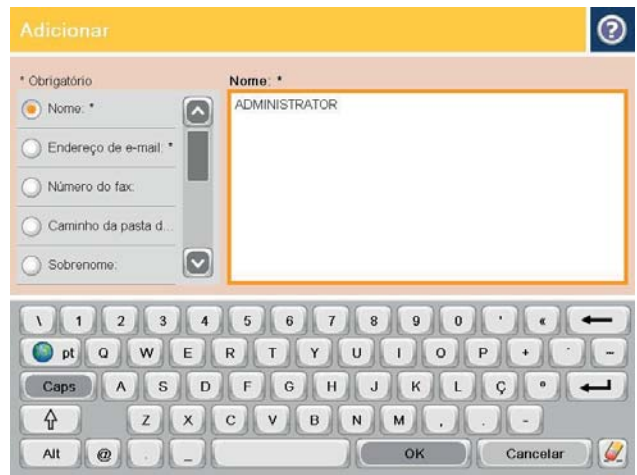 Adicionar
* Obrigatório
Nome: *
Nome: *
Endereço de e-mail: *
Número do fax:
Caminho da pasta d...
Sobrenome:
ADMINISTRATOR
\ 1 2 3 4 5 6 7 8 9 0 ' «
pt Q W E R T Y U I O P + ´ ~
Caps A S D F G H J K L Ç º
Z X C V B N M , . -
Alt @ . _ OK Cancelar